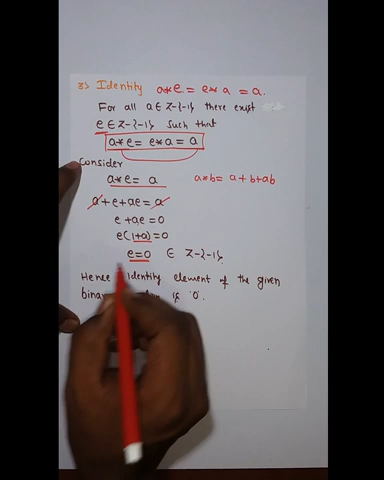 3) Identity a*e = e*a = a.
For all a ∈ Z-{-1} there exist
e ∈ Z-{-1} such that
a*e = e*a = a
Consider
a*e = a
a*b = a+b+ab
a+e+ae = a
e+ae = 0
e(1+a) = 0
e=0 ∈ Z-{-1}.
Hence Identity element of the given
is '0'.